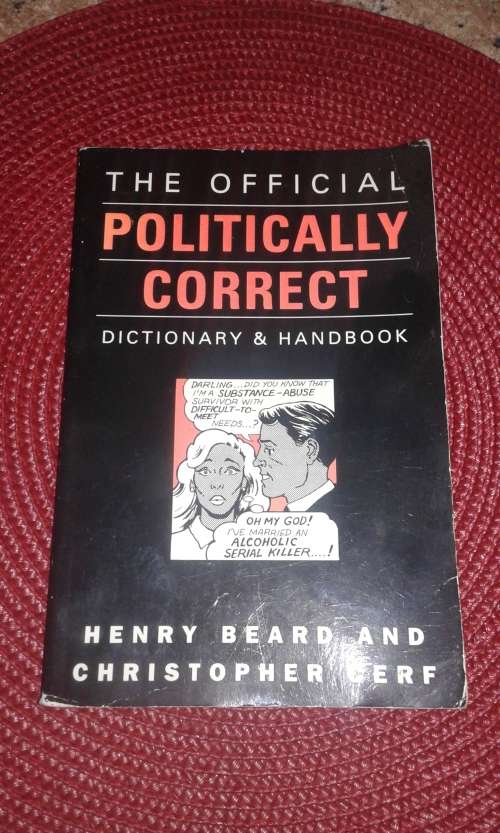 THE OFFICIAL
POLITICALLY
CORRECT
DICTIONARY & HANDBOOK
DARLING...DID YOU KNOW THAT
I'M A SUBSTANCE-ABUSE
SURVIVOR WITH
DIFFICULT-TO-
MEET
NEEDS...?
OH MY GOD!
I'VE MARRIED AN
ALCOHOLIC
SERIAL KILLER....!
HENRY BEARD AND
CHRISTOPHER CERF